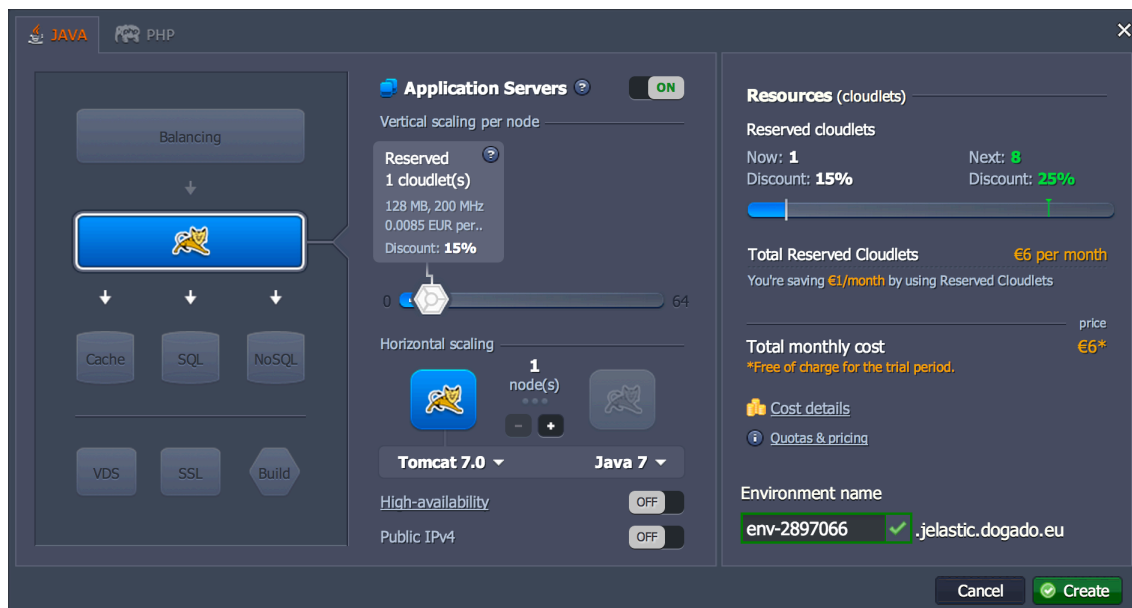 JAVA
PHP
Balancing
Cache
SQL
NoSQL
VDS
SSL
Build
Application Servers ?
ON
Vertical scaling per node
Reserved ?
1 cloudlet(s)
128 MB, 200 MHz
0.0085 EUR per..
Discount: 15%
0
64
Horizontal scaling
1
node(s)
- +
Tomcat 7.0
Java 7
High-availability
OFF
Public IPv4
OFF
Resources (cloudlets)
Reserved cloudlets
Now: 1
Next: 8
Discount: 15%
Discount: 25%
Total Reserved Cloudlets
€6 per month
You're saving €1/month by using Reserved Cloudlets
price
Total monthly cost
€6*
*Free of charge for the trial period.
Cost details
i Quotas & pricing
Environment name
env-2897066 .jelastic.dogado.eu
Cancel
Create